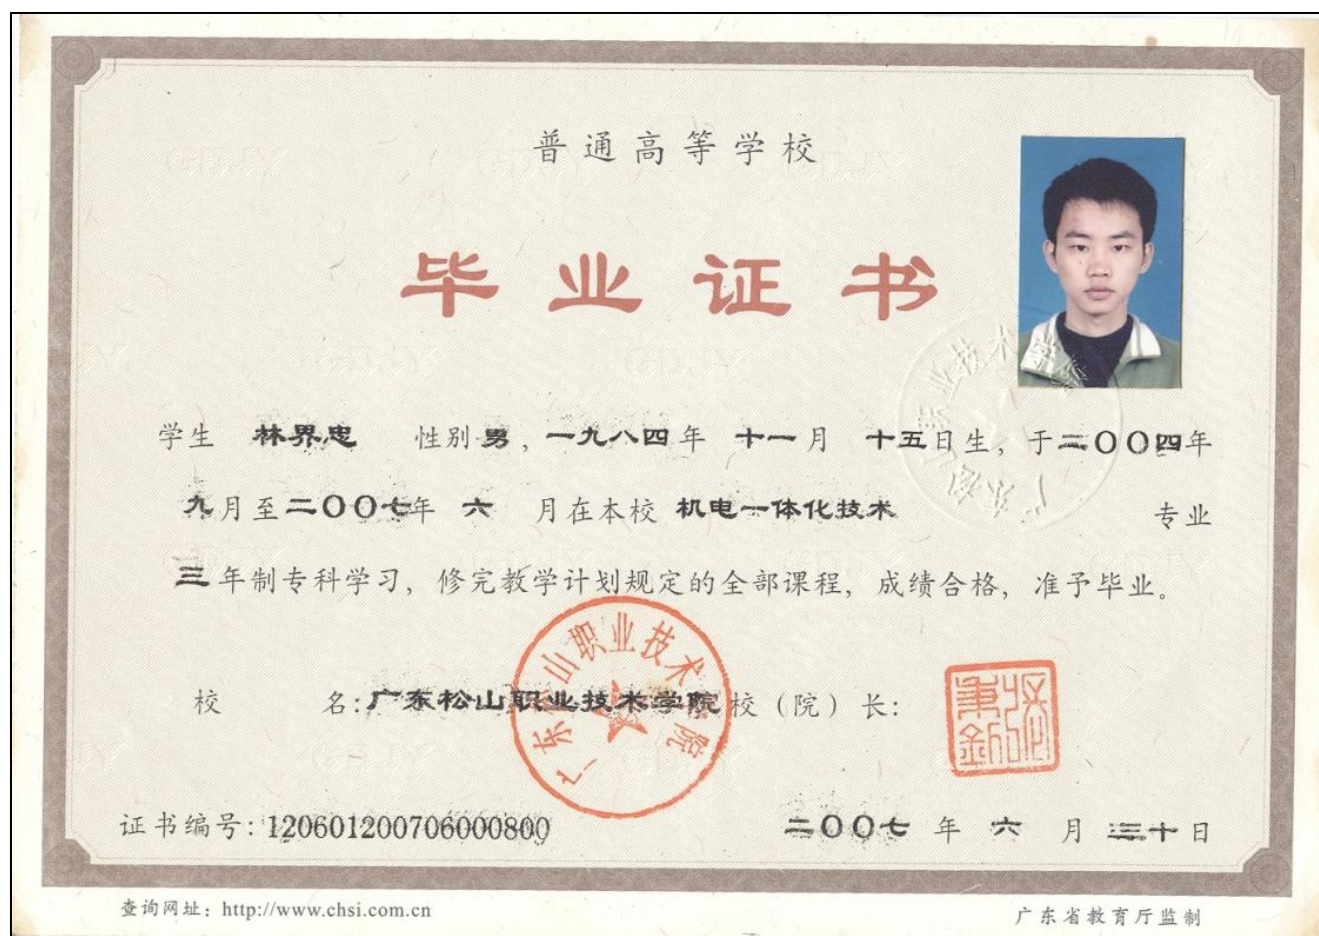 普通高等学校
毕业证书
学生 林界忠 性别 男，一九八四年 十一月 十五日生，于二〇〇四年
九月至二〇〇七年 六 月在本校 机电一体化技术 专业
三年制专科学习，修完教学计划规定的全部课程，成绩合格，准予毕业。
校 名：广东松山职业技术学院 校（院）长：
广东松山职业技术学院
证书编号：120601200706000800
二〇〇七 年 六 月 三十日
查询网址：http://www.chsi.com.cn
广东省教育厅监制